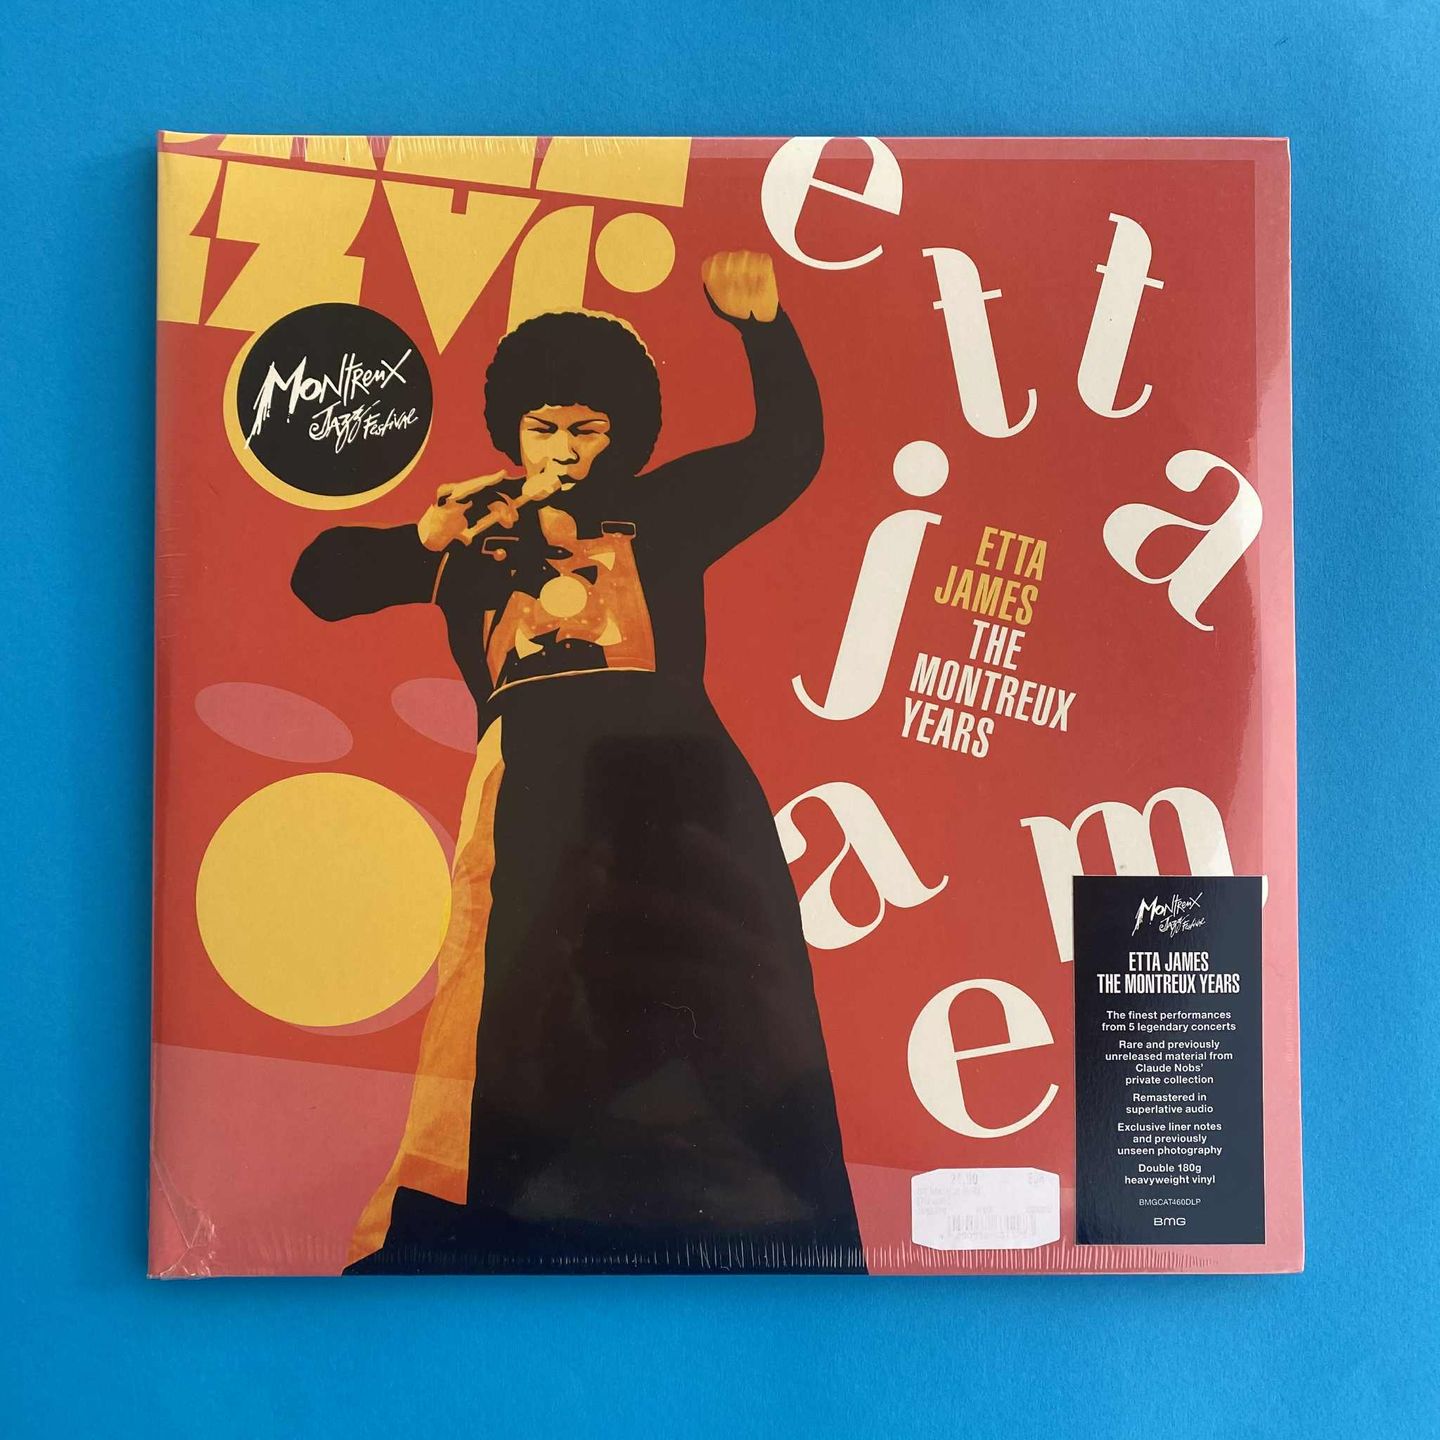 JAZZ
etta
james
Montreux
Jazz Festival
ETTA
JAMES
THE
MONTREUX
YEARS
Montreux
Jazz Festival
ETTA JAMES
THE MONTREUX YEARS
The finest performances
from 5 legendary concerts
Rare and previously
unreleased material from
Claude Nobs'
private collection
Remastered in
superlative audio
Exclusive liner notes
and previously
unseen photography
Double 180g
heavyweight vinyl
BMGCAT460DLP
BMG